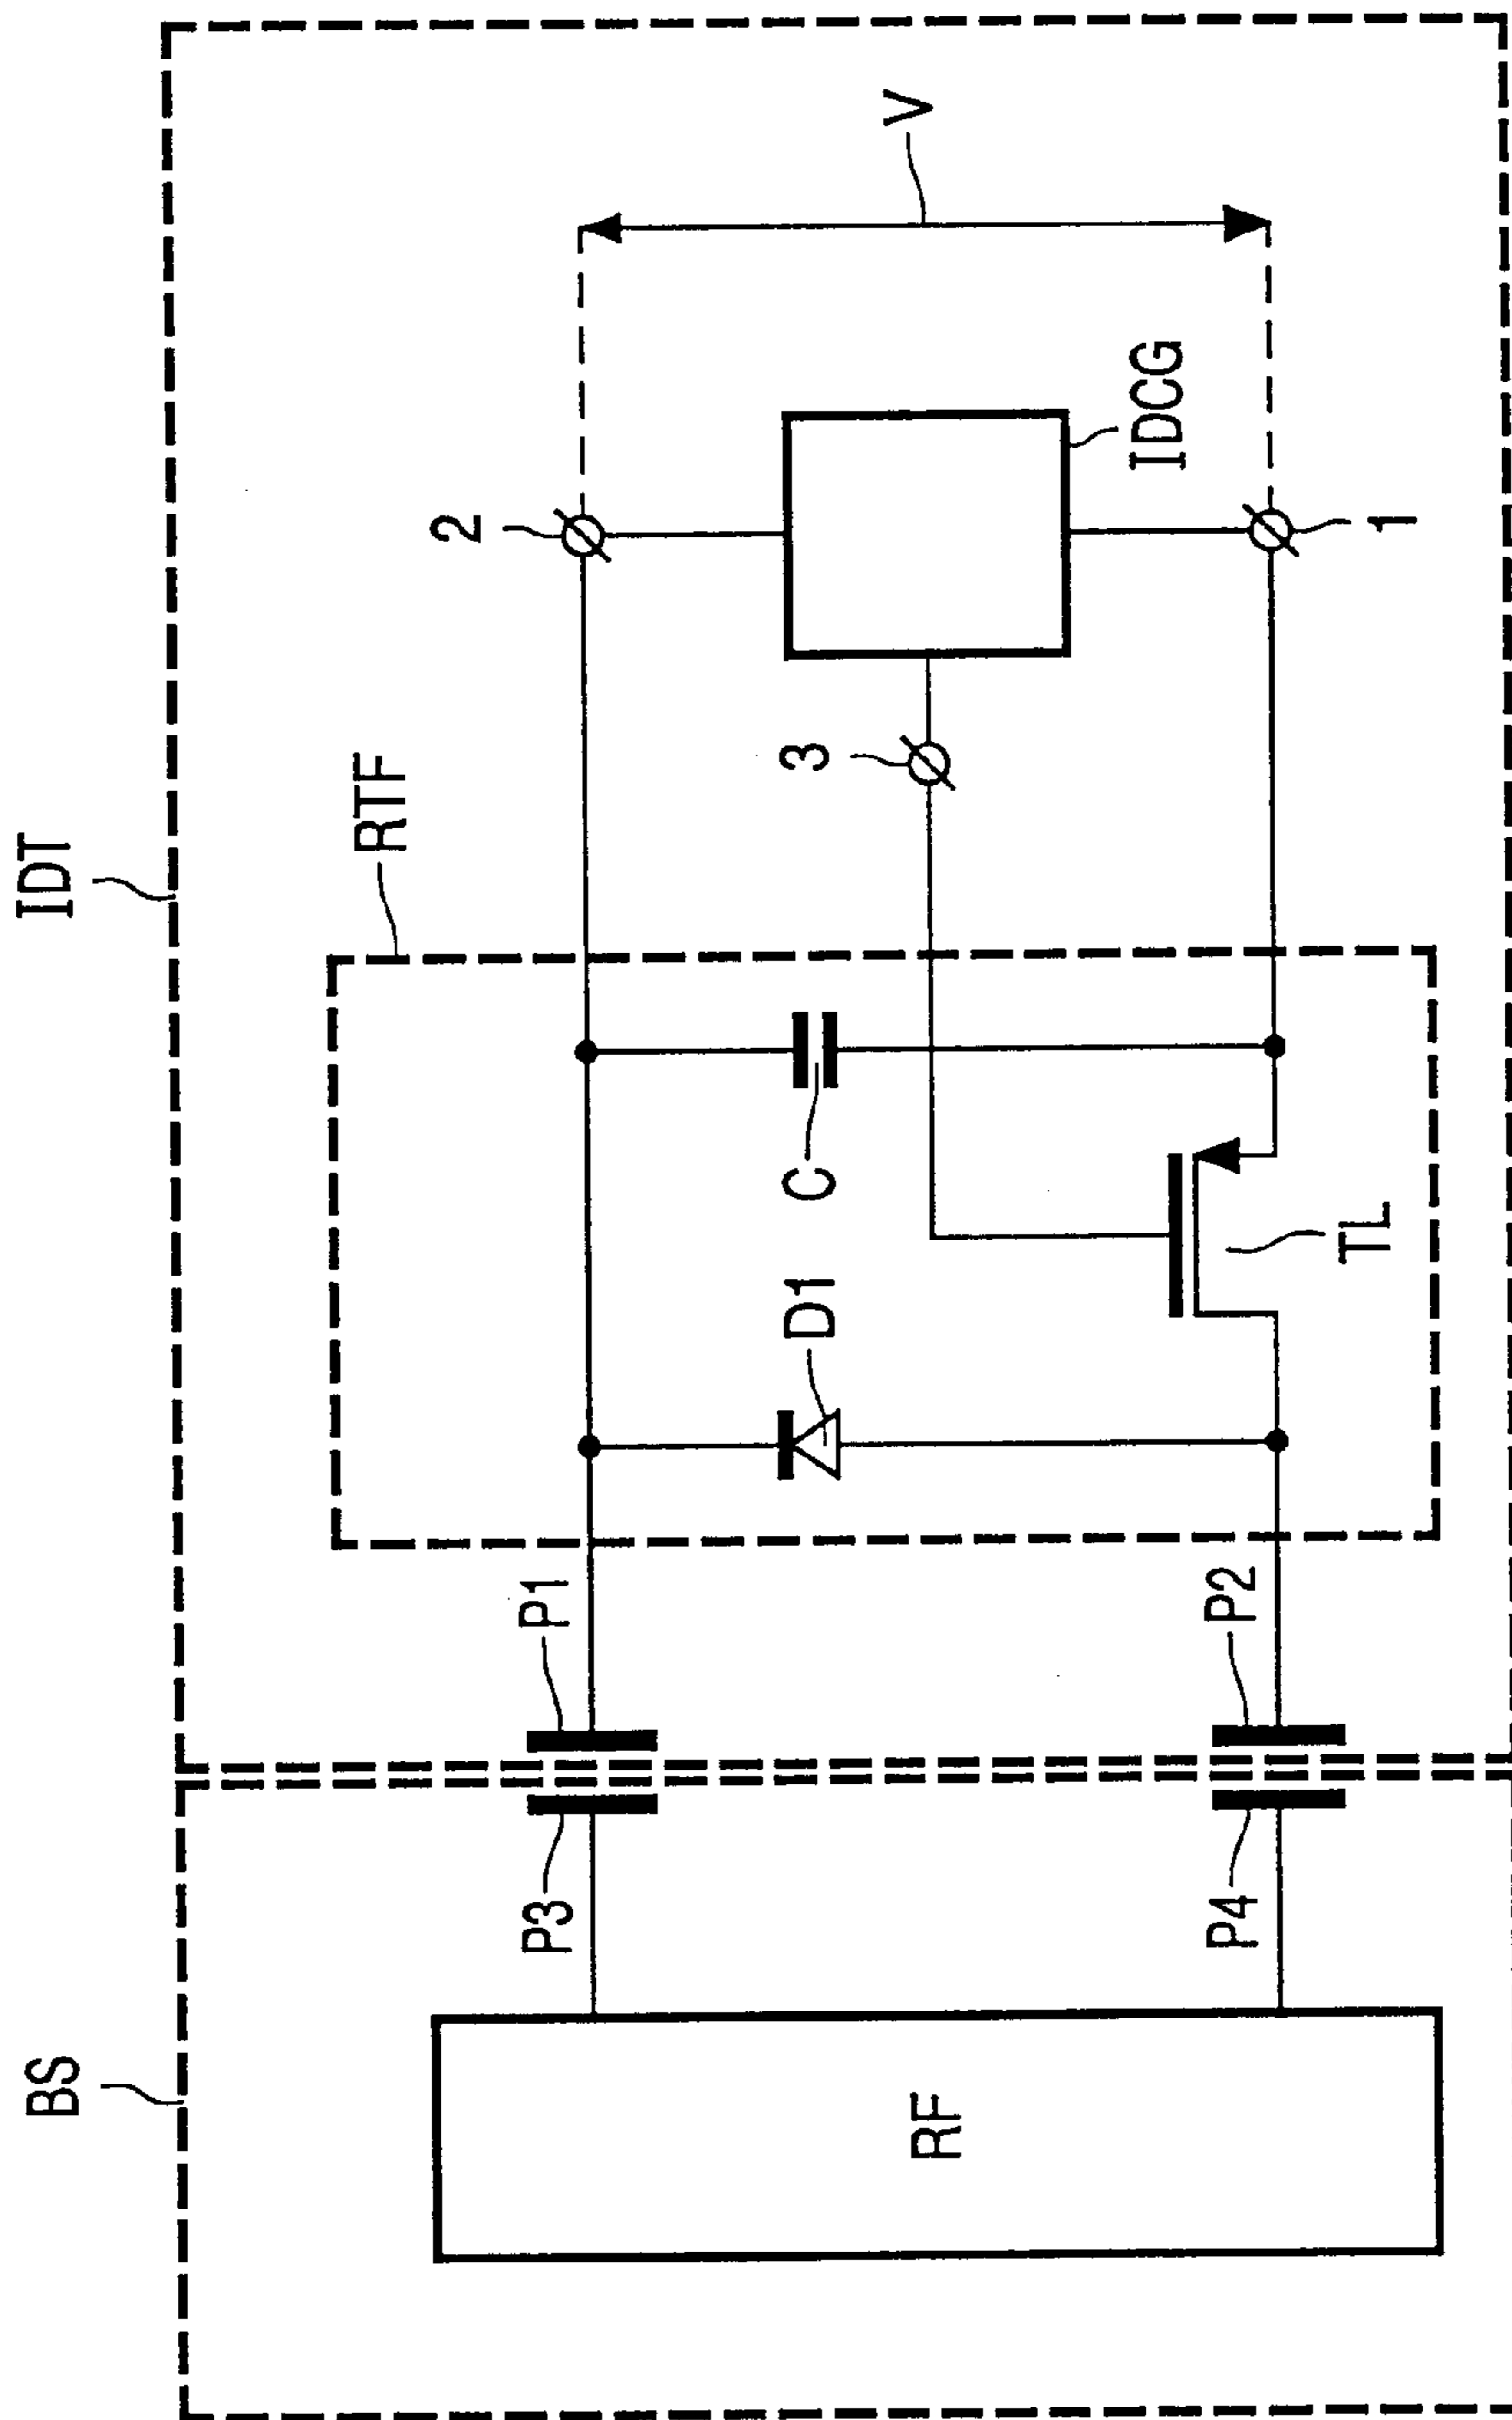 BS
IDT
RTF
RF
P3
P1
P4
P2
D1
C
TL
3
2
1
IDCG
V